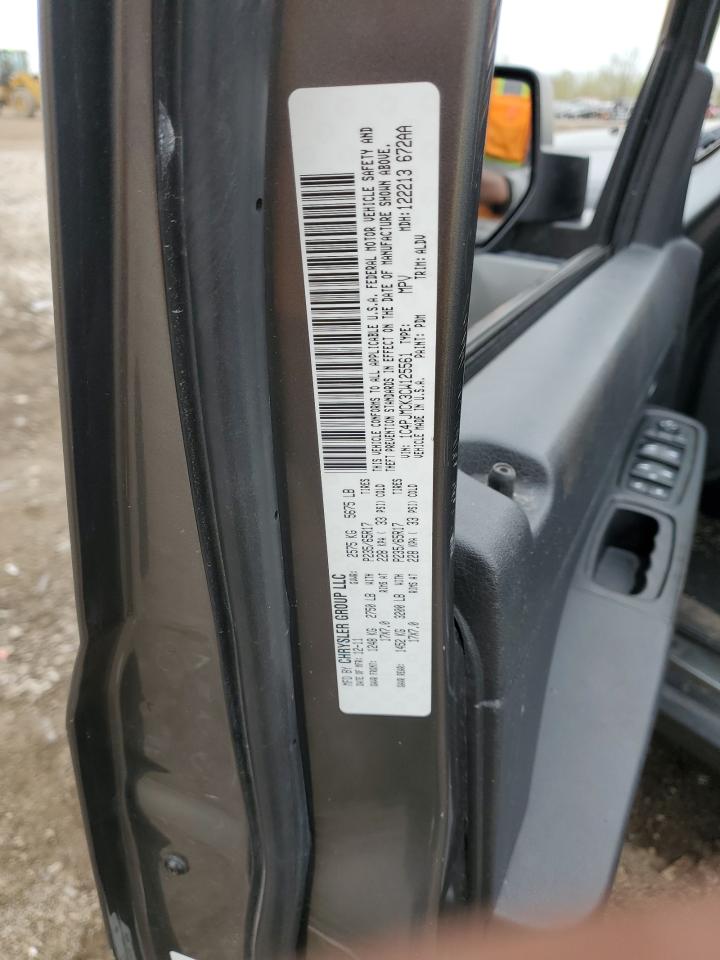 MFD BY CHRYSLER GROUP LLC
DATE OF MFR: 12-11 GVWR: 2575 KG 5675 LB
GAWR FRONT: 1248 KG 2750 LB WITH P235/65R17 TIRES
17X7.0 RIMS AT 228 KPA ( 33 PSI) COLD
GAWR REAR: 1452 KG 3200 LB WITH P235/65R17 TIRES
17X7.0 RIMS AT 228 KPA ( 33 PSI) COLD
THIS VEHICLE CONFORMS TO ALL APPLICABLE U.S.A. FEDERAL MOTOR VEHICLE SAFETY AND
THEFT PREVENTION STANDARDS IN EFFECT ON THE DATE OF MANUFACTURE SHOWN ABOVE.
VIN: 1C4PJMCK3CW125561 TYPE: MPV MDH: 122213 672AA
VEHICLE MADE IN U.S.A. PAINT: PDM TRIM: ALDV